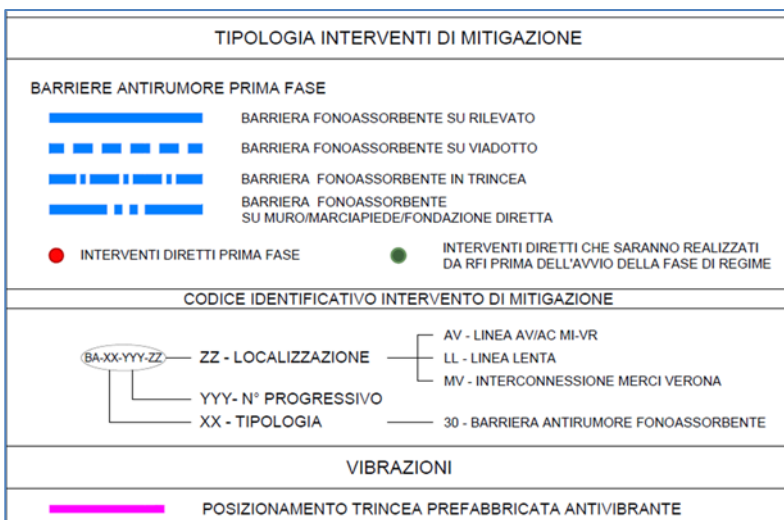 TIPOLOGIA INTERVENTI DI MITIGAZIONE
BARRIERE ANTIRUMORE PRIMA FASE
BARRIERA FONOASSORBENTE SU RILEVATO
BARRIERA FONOASSORBENTE SU VIADOTTO
BARRIERA FONOASSORBENTE IN TRINCEA
BARRIERA FONOASSORBENTE
SU MURO/MARCIAPIEDE/FONDAZIONE DIRETTA
INTERVENTI DIRETTI PRIMA FASE
INTERVENTI DIRETTI CHE SARANNO REALIZZATI
DA RFI PRIMA DELL'AVVIO DELLA FASE DI REGIME
CODICE IDENTIFICATIVO INTERVENTO DI MITIGAZIONE
BA-XX-YYY-ZZ
ZZ - LOCALIZZAZIONE
AV - LINEA AV/AC MI-VR
LL - LINEA LENTA
MV - INTERCONNESSIONE MERCI VERONA
YYY- N° PROGRESSIVO
XX - TIPOLOGIA
30 - BARRIERA ANTIRUMORE FONOASSORBENTE
VIBRAZIONI
POSIZIONAMENTO TRINCEA PREFABBRICATA ANTIVIBRANTE